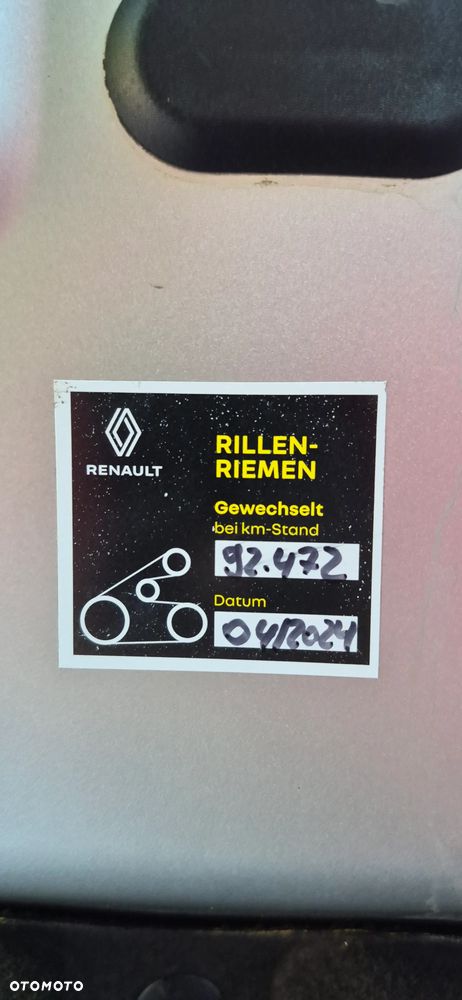 RENAULT
RILLEN-
RIEMEN
Gewechselt
bei km-Stand
92.472
Datum
04/2024
OTOMOTO